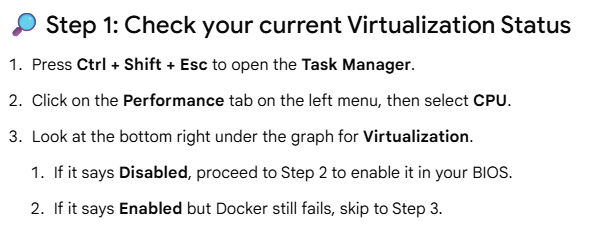 🔎 Step 1: Check your current Virtualization Status
1. Press Ctrl + Shift + Esc to open the Task Manager.
2. Click on the Performance tab on the left menu, then select CPU.
3. Look at the bottom right under the graph for Virtualization.
1. If it says Disabled, proceed to Step 2 to enable it in your BIOS.
2. If it says Enabled but Docker still fails, skip to Step 3.